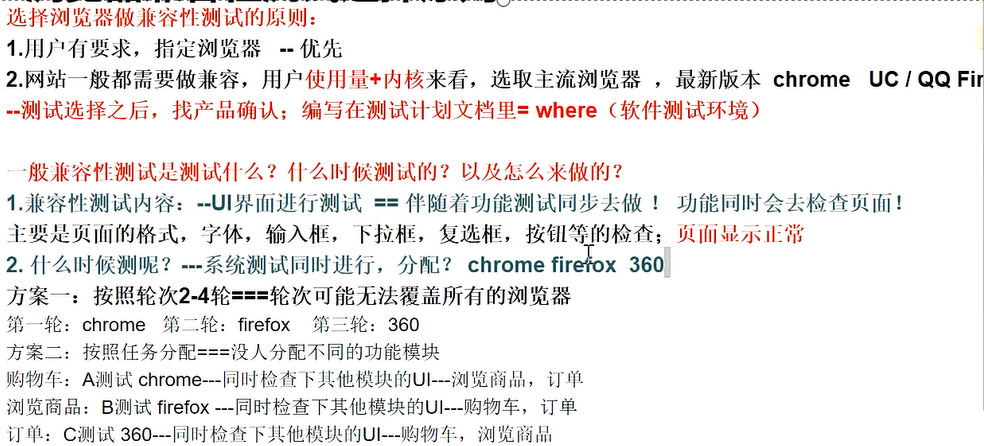 选择浏览器做兼容性测试的原则：
1.用户有要求，指定浏览器 -- 优先
2.网站一般都需要做兼容，用户使用量+内核来看，选取主流浏览器 ，最新版本 chrome UC / QQ Fir
--测试选择之后，找产品确认；编写在测试计划文档里= where（软件测试环境）
一般兼容性测试是测试什么？什么时候测试的？以及怎么来做的？
1.兼容性测试内容：--UI界面进行测试 == 伴随着功能测试同步去做 ！ 功能同时会去检查页面！
主要是页面的格式，字体，输入框，下拉框，复选框，按钮等的检查；页面显示正常
2. 什么时候测呢？---系统测试同时进行，分配？ chrome firefox 360
方案一：按照轮次2-4轮===轮次可能无法覆盖所有的浏览器
第一轮：chrome 第二轮：firefox 第三轮：360
方案二：按照任务分配===没人分配不同的功能模块
购物车：A测试 chrome---同时检查下其他模块的UI---浏览商品，订单
浏览商品：B测试 firefox ---同时检查下其他模块的UI---购物车，订单
订单：C测试 360---同时检查下其他模块的UI---购物车，浏览商品